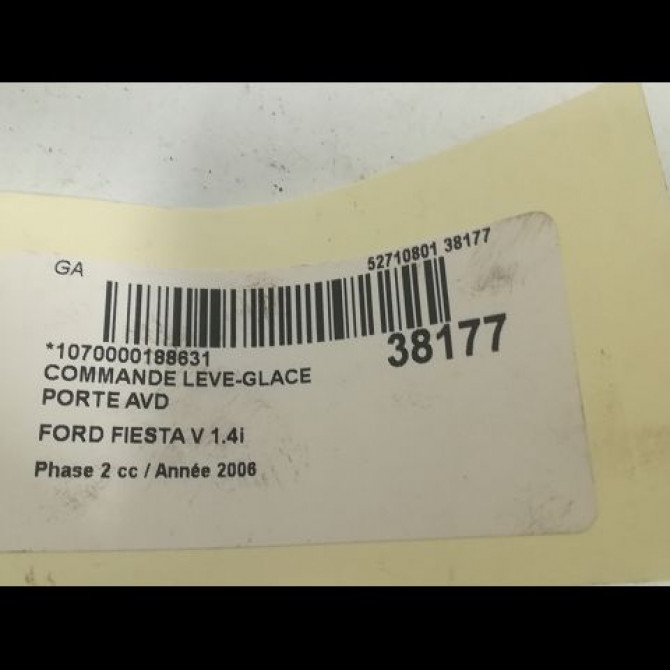 GA
52710801 38177
*1070000188631
38177
COMMANDE LEVE-GLACE
PORTE AVD
FORD FIESTA V 1.4i
Phase 2 cc / Année 2006